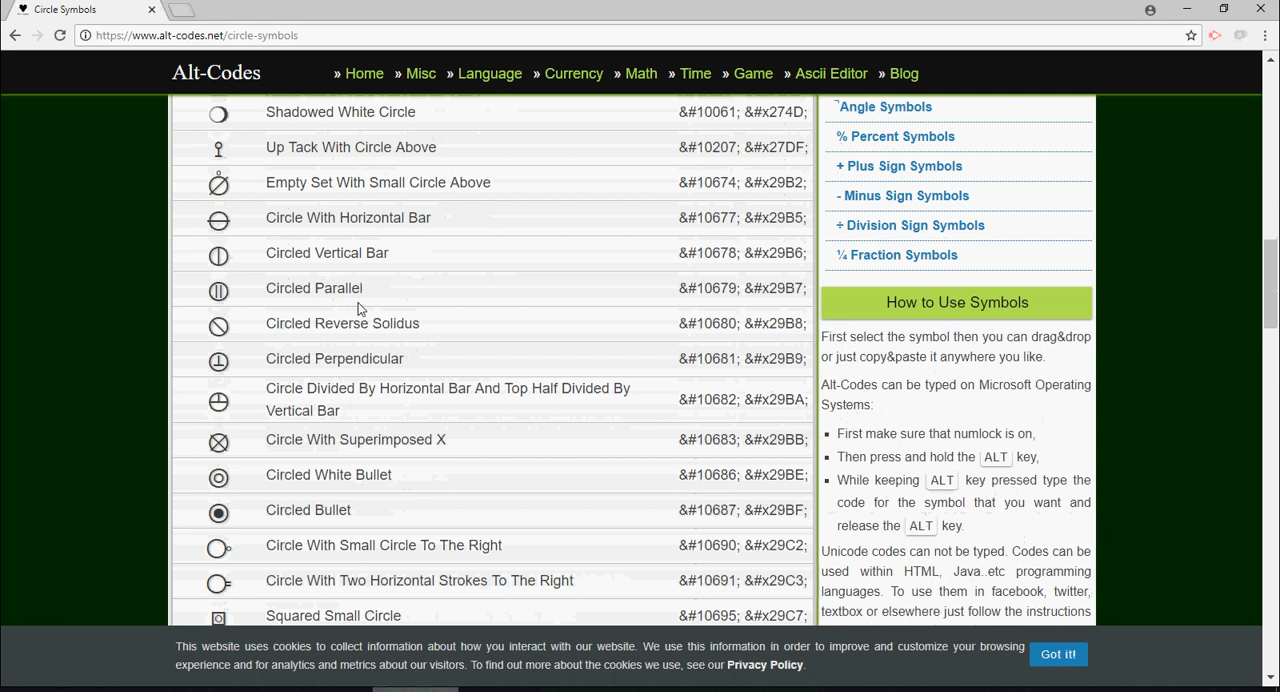 Circle Symbols
https://www.alt-codes.net/circle-symbols
Alt-Codes » Home » Misc » Language » Currency » Math » Time » Game » Ascii Editor » Blog
Shadowed White Circle &#10061; &#x274D;
Up Tack With Circle Above &#10207; &#x27DF;
Empty Set With Small Circle Above &#10674; &#x29B2;
Circle With Horizontal Bar &#10677; &#x29B5;
Circled Vertical Bar &#10678; &#x29B6;
Circled Parallel &#10679; &#x29B7;
Circled Reverse Solidus &#10680; &#x29B8;
Circled Perpendicular &#10681; &#x29B9;
Circle Divided By Horizontal Bar And Top Half Divided By
Vertical Bar &#10682; &#x29BA;
Circle With Superimposed X &#10683; &#x29BB;
Circled White Bullet &#10686; &#x29BE;
Circled Bullet &#10687; &#x29BF;
Circle With Small Circle To The Right &#10690; &#x29C2;
Circle With Two Horizontal Strokes To The Right &#10691; &#x29C3;
Squared Small Circle &#10695; &#x29C7;
Angle Symbols
% Percent Symbols
+ Plus Sign Symbols
- Minus Sign Symbols
÷ Division Sign Symbols
¼ Fraction Symbols
How to Use Symbols
First select the symbol then you can drag&drop
or just copy&paste it anywhere you like.
Alt-Codes can be typed on Microsoft Operating
Systems:
First make sure that numlock is on,
Then press and hold the ALT key,
While keeping ALT key pressed type the
code for the symbol that you want and
release the ALT key.
Unicode codes can not be typed. Codes can be
used within HTML, Java..etc programming
languages. To use them in facebook, twitter,
textbox or elsewhere just follow the instructions
This website uses cookies to collect information about how you interact with our website. We use this information in order to improve and customize your browsing
experience and for analytics and metrics about our visitors. To find out more about the cookies we use, see our Privacy Policy.
Got it!